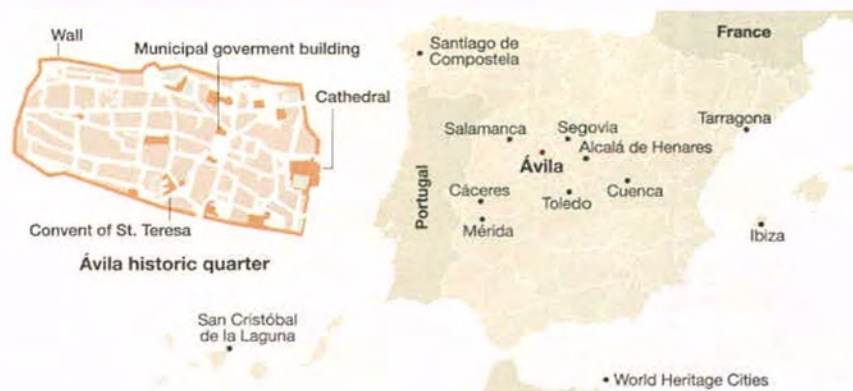 Wall
Municipal goverment building
Cathedral
Convent of St. Teresa
Ávila historic quarter
San Cristóbal
de la Laguna
France
Santiago de
Compostela
Tarragona
Salamanca
Segovia
Alcalá de Henares
Ávila
Portugal
Cáceres
Toledo
Cuenca
Mérida
Ibiza
World Heritage Cities